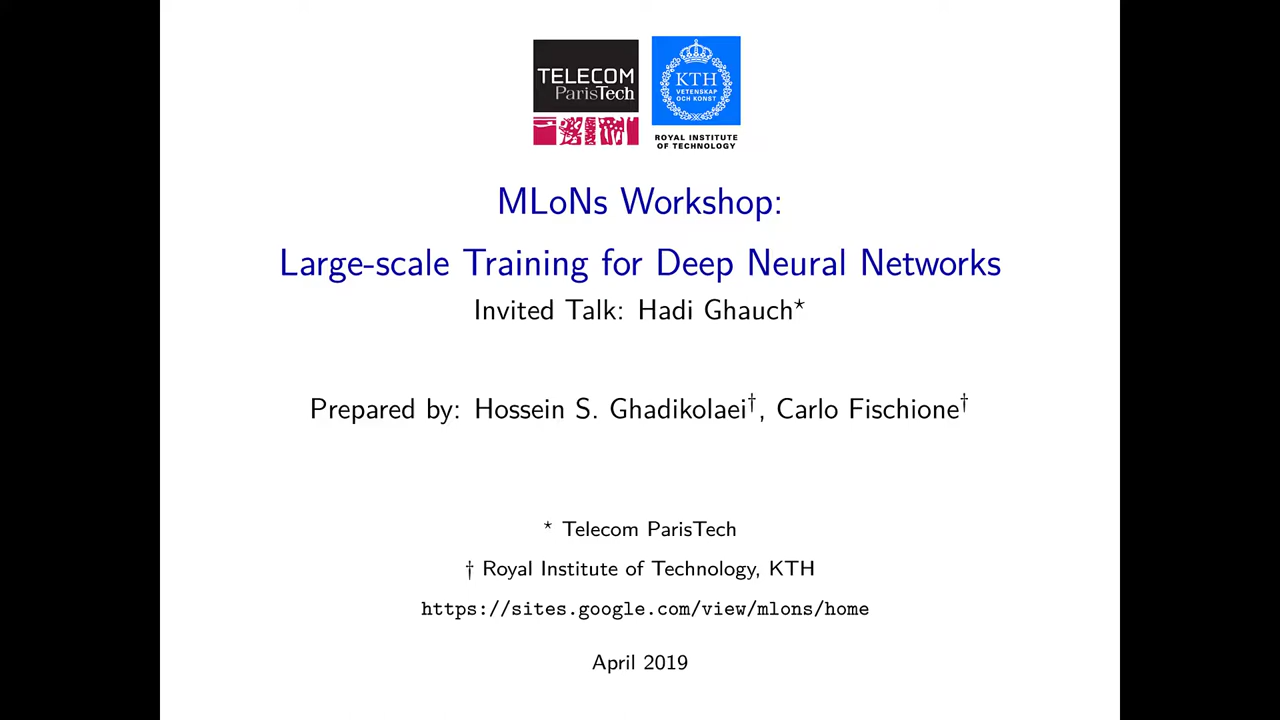 TELECOM
ParisTech
KTH
VETENSKAP
OCH KONST
ROYAL INSTITUTE
OF TECHNOLOGY
MLoNs Workshop:
Large-scale Training for Deep Neural Networks
Invited Talk: Hadi Ghauch*
Prepared by: Hossein S. Ghadikolaei†, Carlo Fischione†
* Telecom ParisTech
† Royal Institute of Technology, KTH
https://sites.google.com/view/mlons/home
April 2019